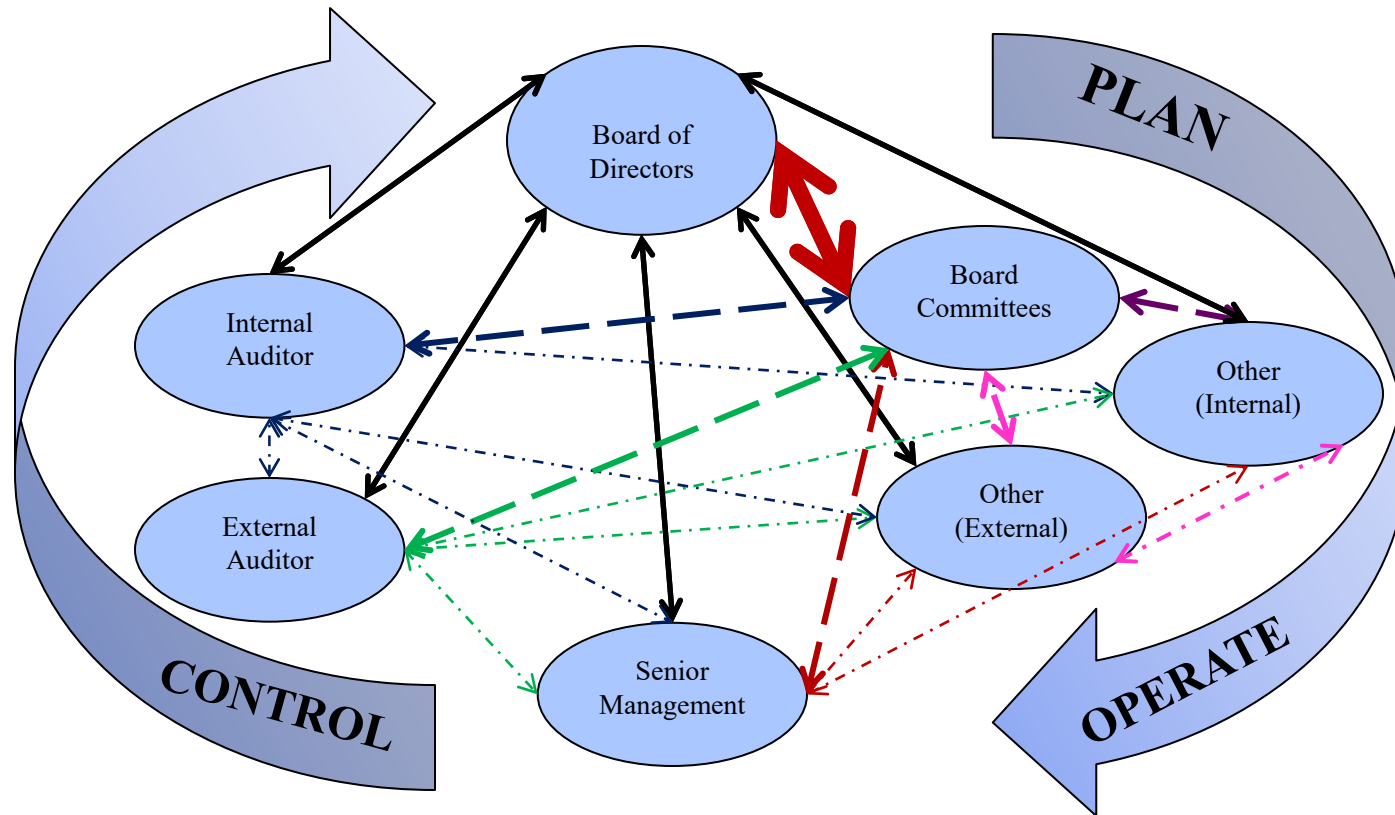 PLAN
Board of
Directors
Board
Committees
Internal
Auditor
Other
(Internal)
External
Auditor
Other
(External)
Senior
Management
CONTROL
OPERATE